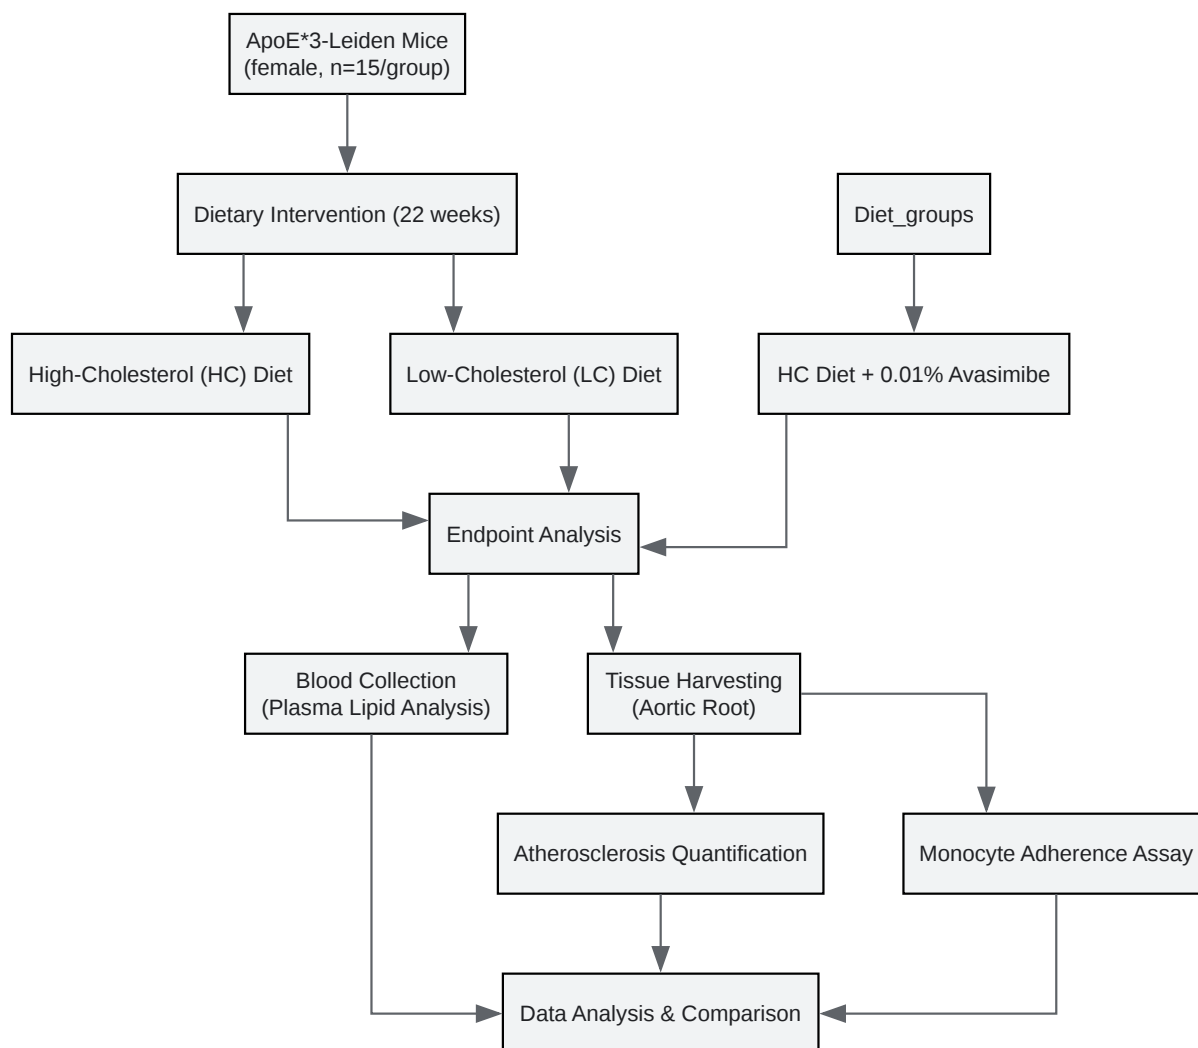 ApoE*3-Leiden Mice
(female, n=15/group)
Dietary Intervention (22 weeks)
Diet_groups
High-Cholesterol (HC) Diet
Low-Cholesterol (LC) Diet
HC Diet + 0.01% Avasimibe
Endpoint Analysis
Blood Collection
(Plasma Lipid Analysis)
Tissue Harvesting
(Aortic Root)
Atherosclerosis Quantification
Monocyte Adherence Assay
Data Analysis & Comparison